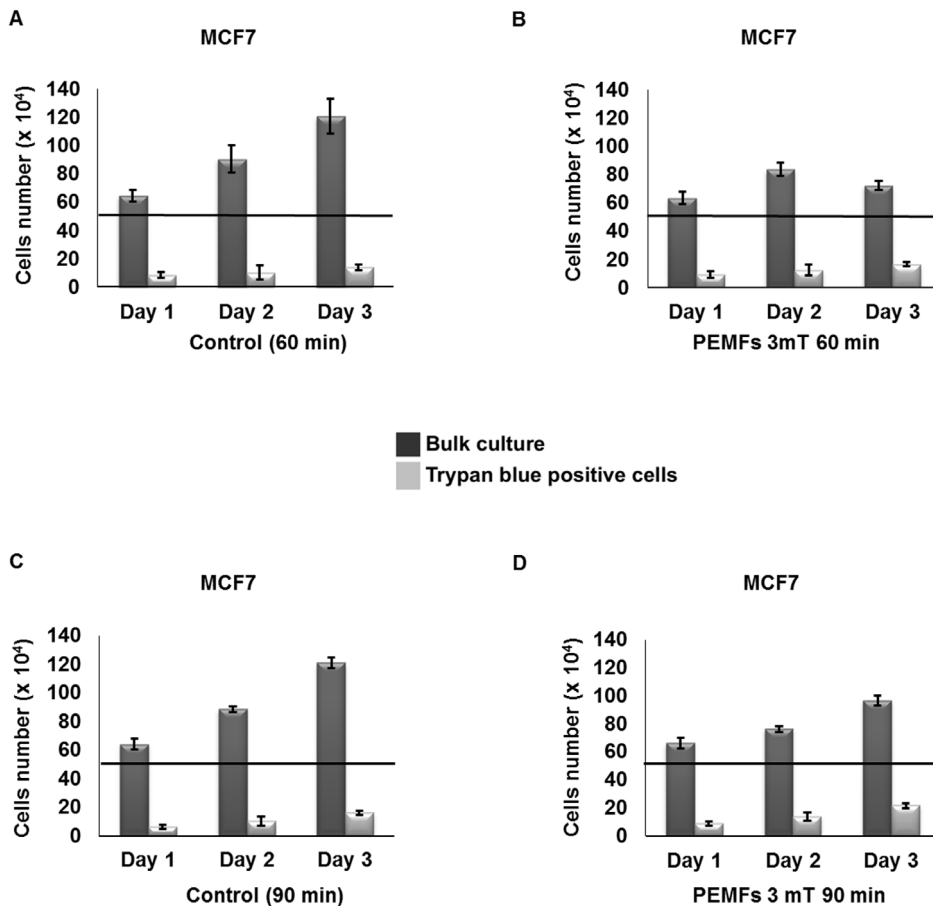 A
MCF7
Cells number (x 10⁴)
140
120
100
80
60
40
20
0
Day 1 Day 2 Day 3
Control (60 min)
B
MCF7
Cells number (x 10⁴)
140
120
100
80
60
40
20
0
Day 1 Day 2 Day 3
PEMFs 3mT 60 min
Bulk culture
Trypan blue positive cells
C
MCF7
Cells number (x 10⁴)
140
120
100
80
60
40
20
0
Day 1 Day 2 Day 3
Control (90 min)
D
MCF7
Cells number (x 10⁴)
140
120
100
80
60
40
20
0
Day 1 Day 2 Day 3
PEMFs 3 mT 90 min